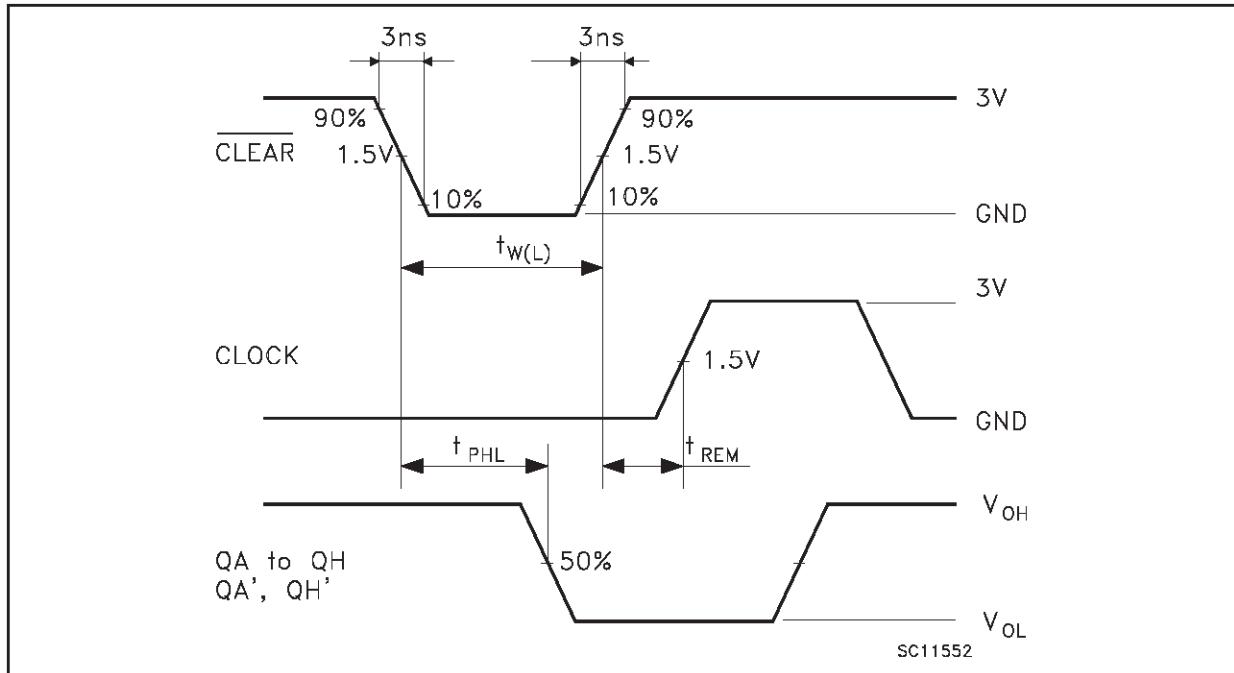 3ns 3ns
3V
90% 90%
CLEAR 1.5V 1.5V
10% 10%
GND
tW(L)
3V
CLOCK 1.5V
GND
tPHL tREM
VOH
QA to QH 50%
QA', QH'
VOL
SC11552